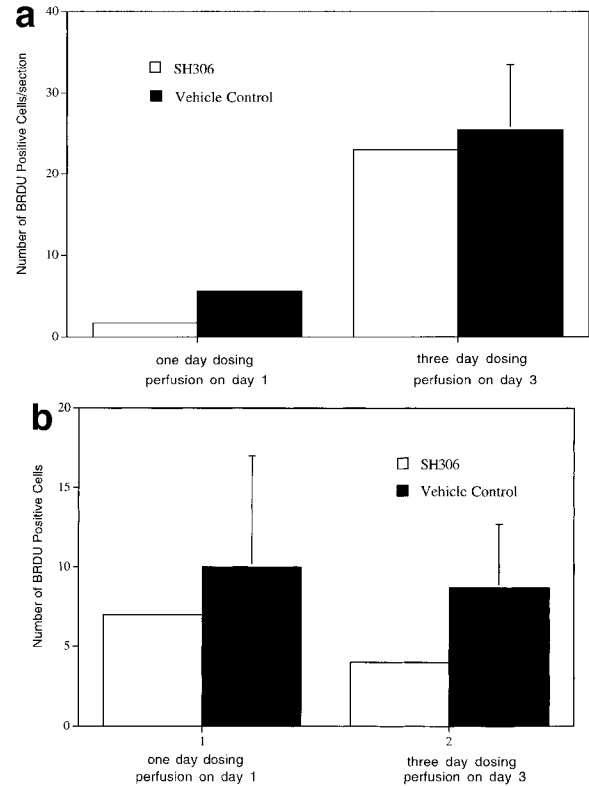 a
40
30
20
10
0
Number of BRDU Positive Cells/section
SH306
Vehicle Control
one day dosing
perfusion on day 1
three day dosing
perfusion on day 3
b
20
15
10
5
0
Number of BRDU Positive Cells
SH306
Vehicle Control
1
2
one day dosing
perfusion on day 1
three day dosing
perfusion on day 3